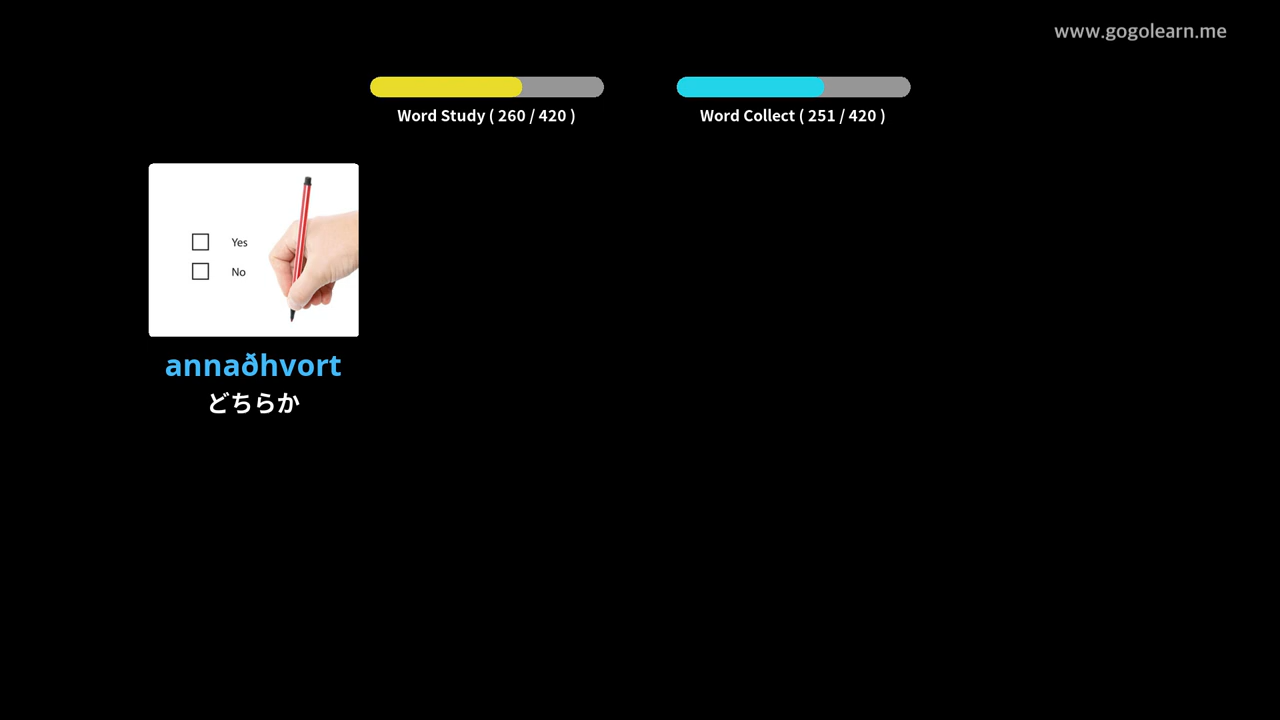 www.gogolearn.me
Word Study ( 260 / 420 )
Word Collect ( 251 / 420 )
Yes
No
annaðhvort
どちらか